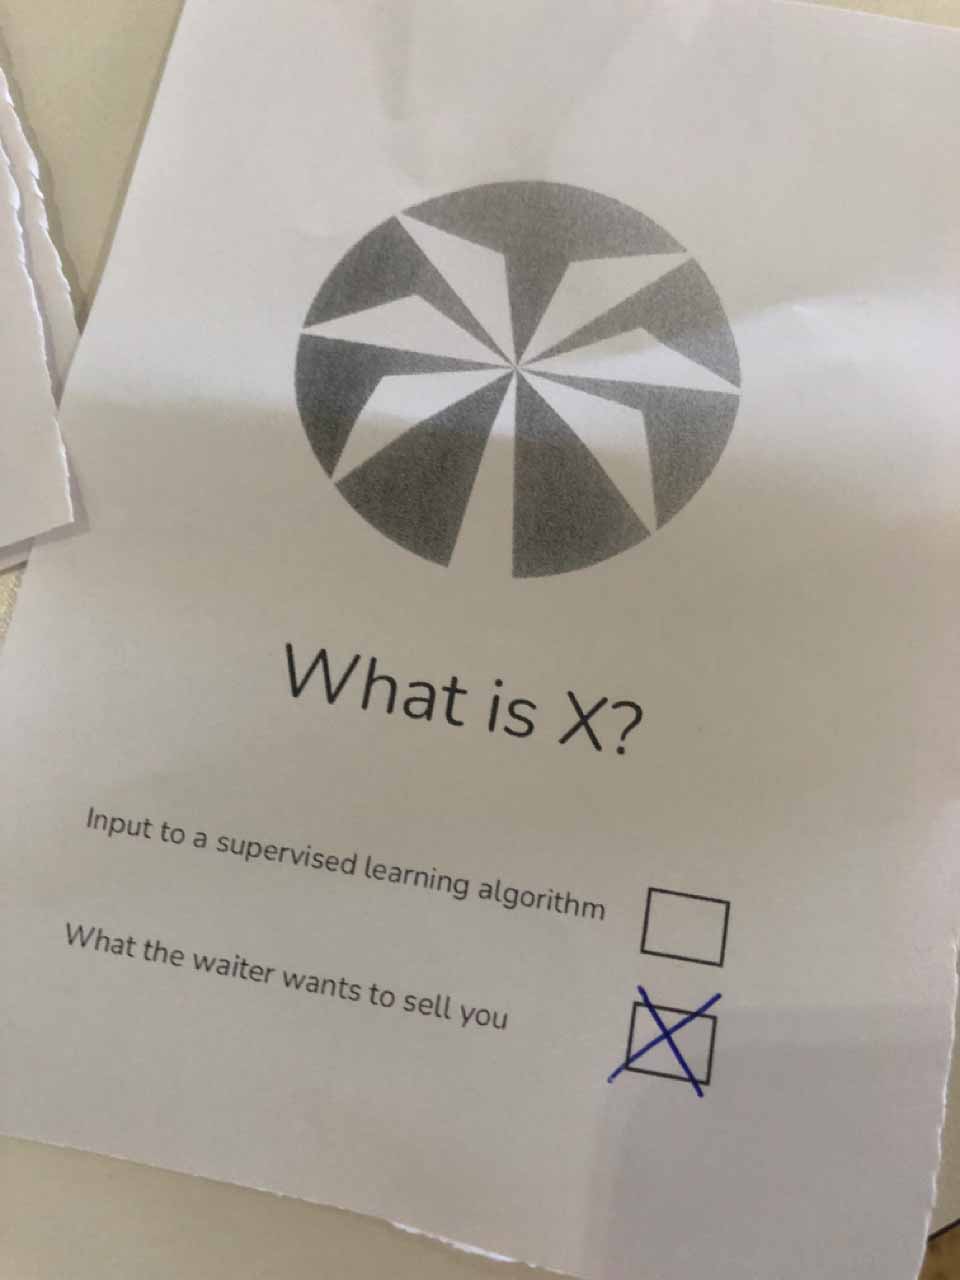 What is X?
Input to a supervised learning algorithm
What the waiter wants to sell you